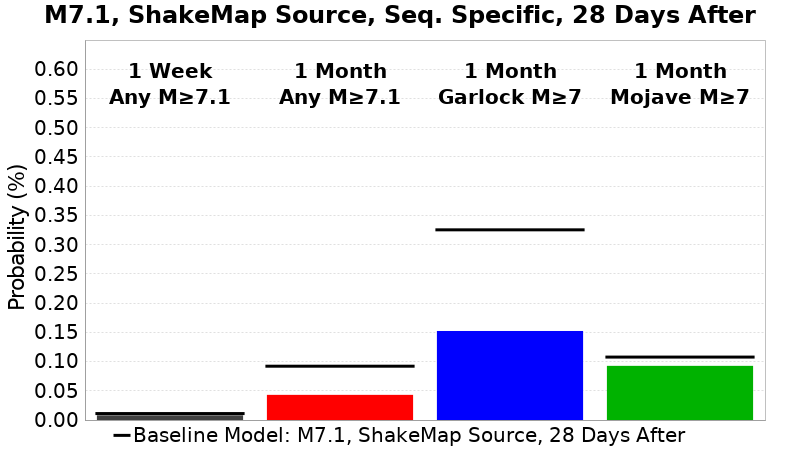 M7.1, ShakeMap Source, Seq. Specific, 28 Days After
1 Week
Any M≥7.1
1 Month
Any M≥7.1
1 Month
Garlock M≥7
1 Month
Mojave M≥7
Probability (%)
0.60
0.55
0.50
0.45
0.40
0.35
0.30
0.25
0.20
0.15
0.10
0.05
0.00
Baseline Model: M7.1, ShakeMap Source, 28 Days After